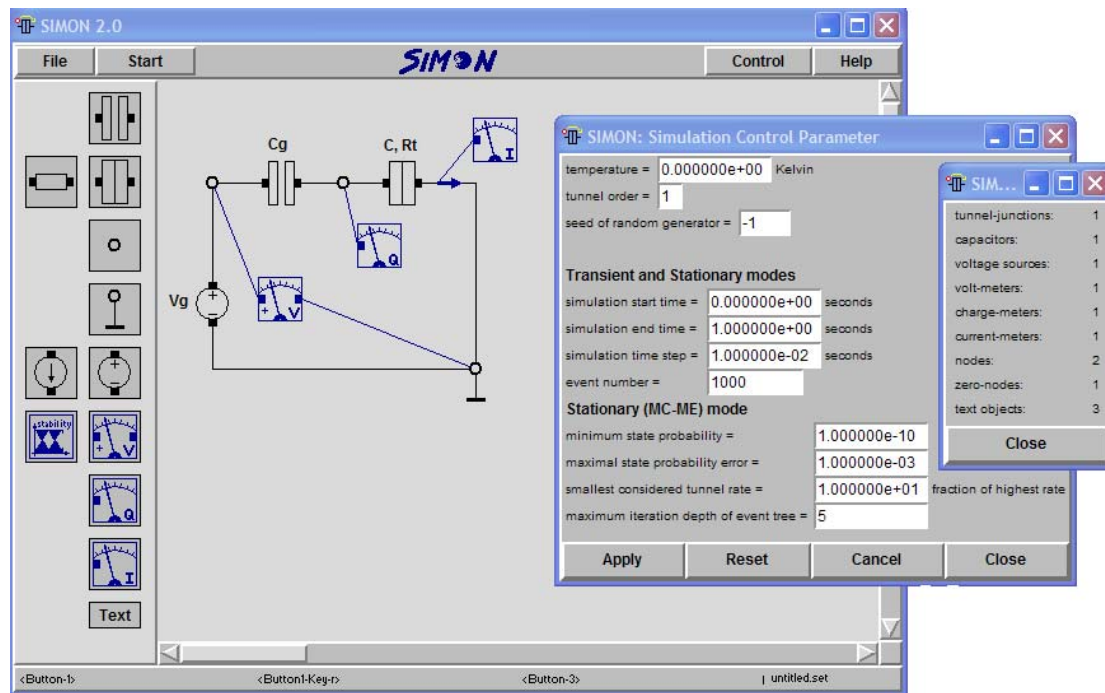 SIMON 2.0
File Start SIMON Control Help
Cg C, Rt I
Q
Vg + - + V
+ -
stability
+ V
Q
I
Text
<Button-1> <Button1-Key-r> <Button-3> untitled.set
SIMON: Simulation Control Parameter
temperature = 0.000000e+00 Kelvin
tunnel order = 1
seed of random generator = -1
Transient and Stationary modes
simulation start time = 0.000000e+00 seconds
simulation end time = 1.000000e+00 seconds
simulation time step = 1.000000e-02 seconds
event number = 1000
Stationary (MC-ME) mode
minimum state probability = 1.000000e-10
maximal state probability error = 1.000000e-03
smallest considered tunnel rate = 1.000000e+01 fraction of highest rate
maximum iteration depth of event tree = 5
Apply Reset Cancel Close
SIM...
tunnel-junctions: 1
capacitors: 1
voltage sources: 1
volt-meters: 1
charge-meters: 1
current-meters: 1
nodes: 2
zero-nodes: 1
text objects: 3
Close